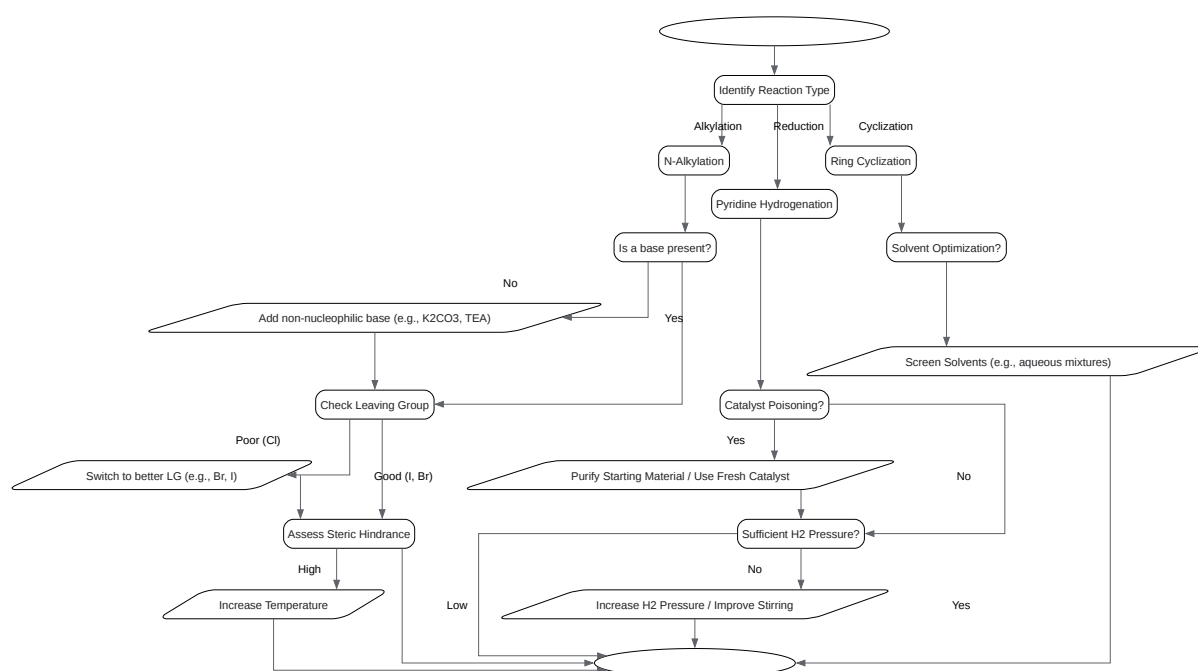 Identify Reaction Type
Alkylation
Reduction
Cyclization
N-Alkylation
Ring Cyclization
Pyridine Hydrogenation
Is a base present?
Solvent Optimization?
No
Add non-nucleophilic base (e.g., K2CO3, TEA)
Yes
Screen Solvents (e.g., aqueous mixtures)
Check Leaving Group
Catalyst Poisoning?
Poor (Cl)
Yes
Switch to better LG (e.g., Br, I)
Good (I, Br)
Purify Starting Material / Use Fresh Catalyst
No
Assess Steric Hindrance
Sufficient H2 Pressure?
High
No
Increase Temperature
Low
Increase H2 Pressure / Improve Stirring
Yes